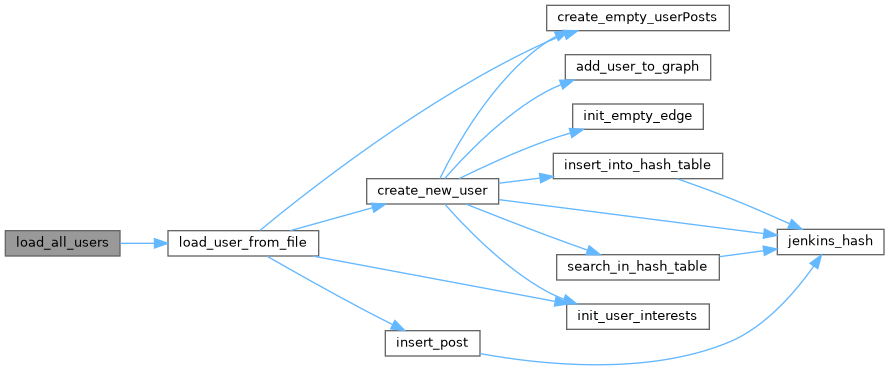 create_empty_userPosts
add_user_to_graph
init_empty_edge
insert_into_hash_table
create_new_user
load_all_users
load_user_from_file
jenkins_hash
search_in_hash_table
init_user_interests
insert_post